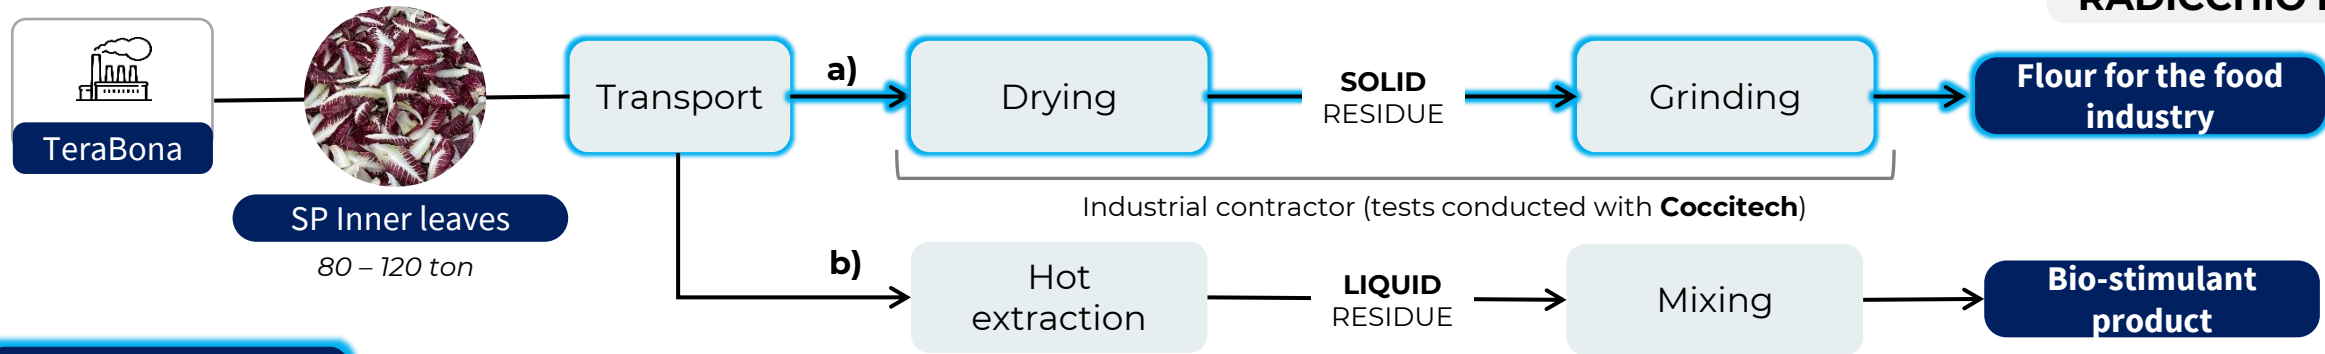 RADICCHIO
TeraBona
SP Inner leaves
80 – 120 ton
Transport
a)
Drying
SOLID
RESIDUE
Grinding
Flour for the food
industry
Industrial contractor (tests conducted with Coccitech)
b)
Hot
extraction
LIQUID
RESIDUE
Mixing
Bio-stimulant
product